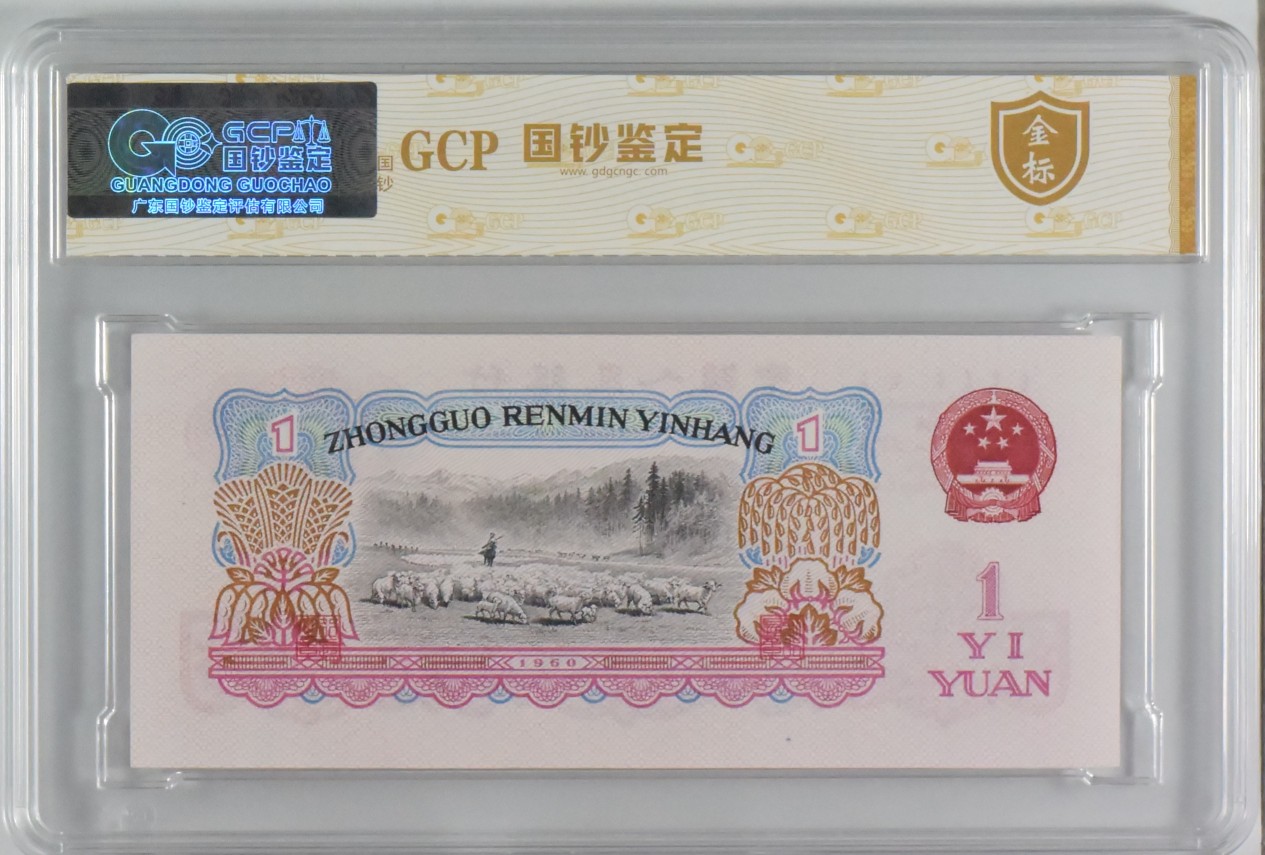 GCP
国钞鉴定
GUANGDONG GUOCHAO
广东国钞鉴定评估有限公司
国钞
GCP 国钞鉴定
www.gdgcngc.com
金标
1
ZHONGGUO RENMIN YINHANG
1
1960
1
YI
YUAN